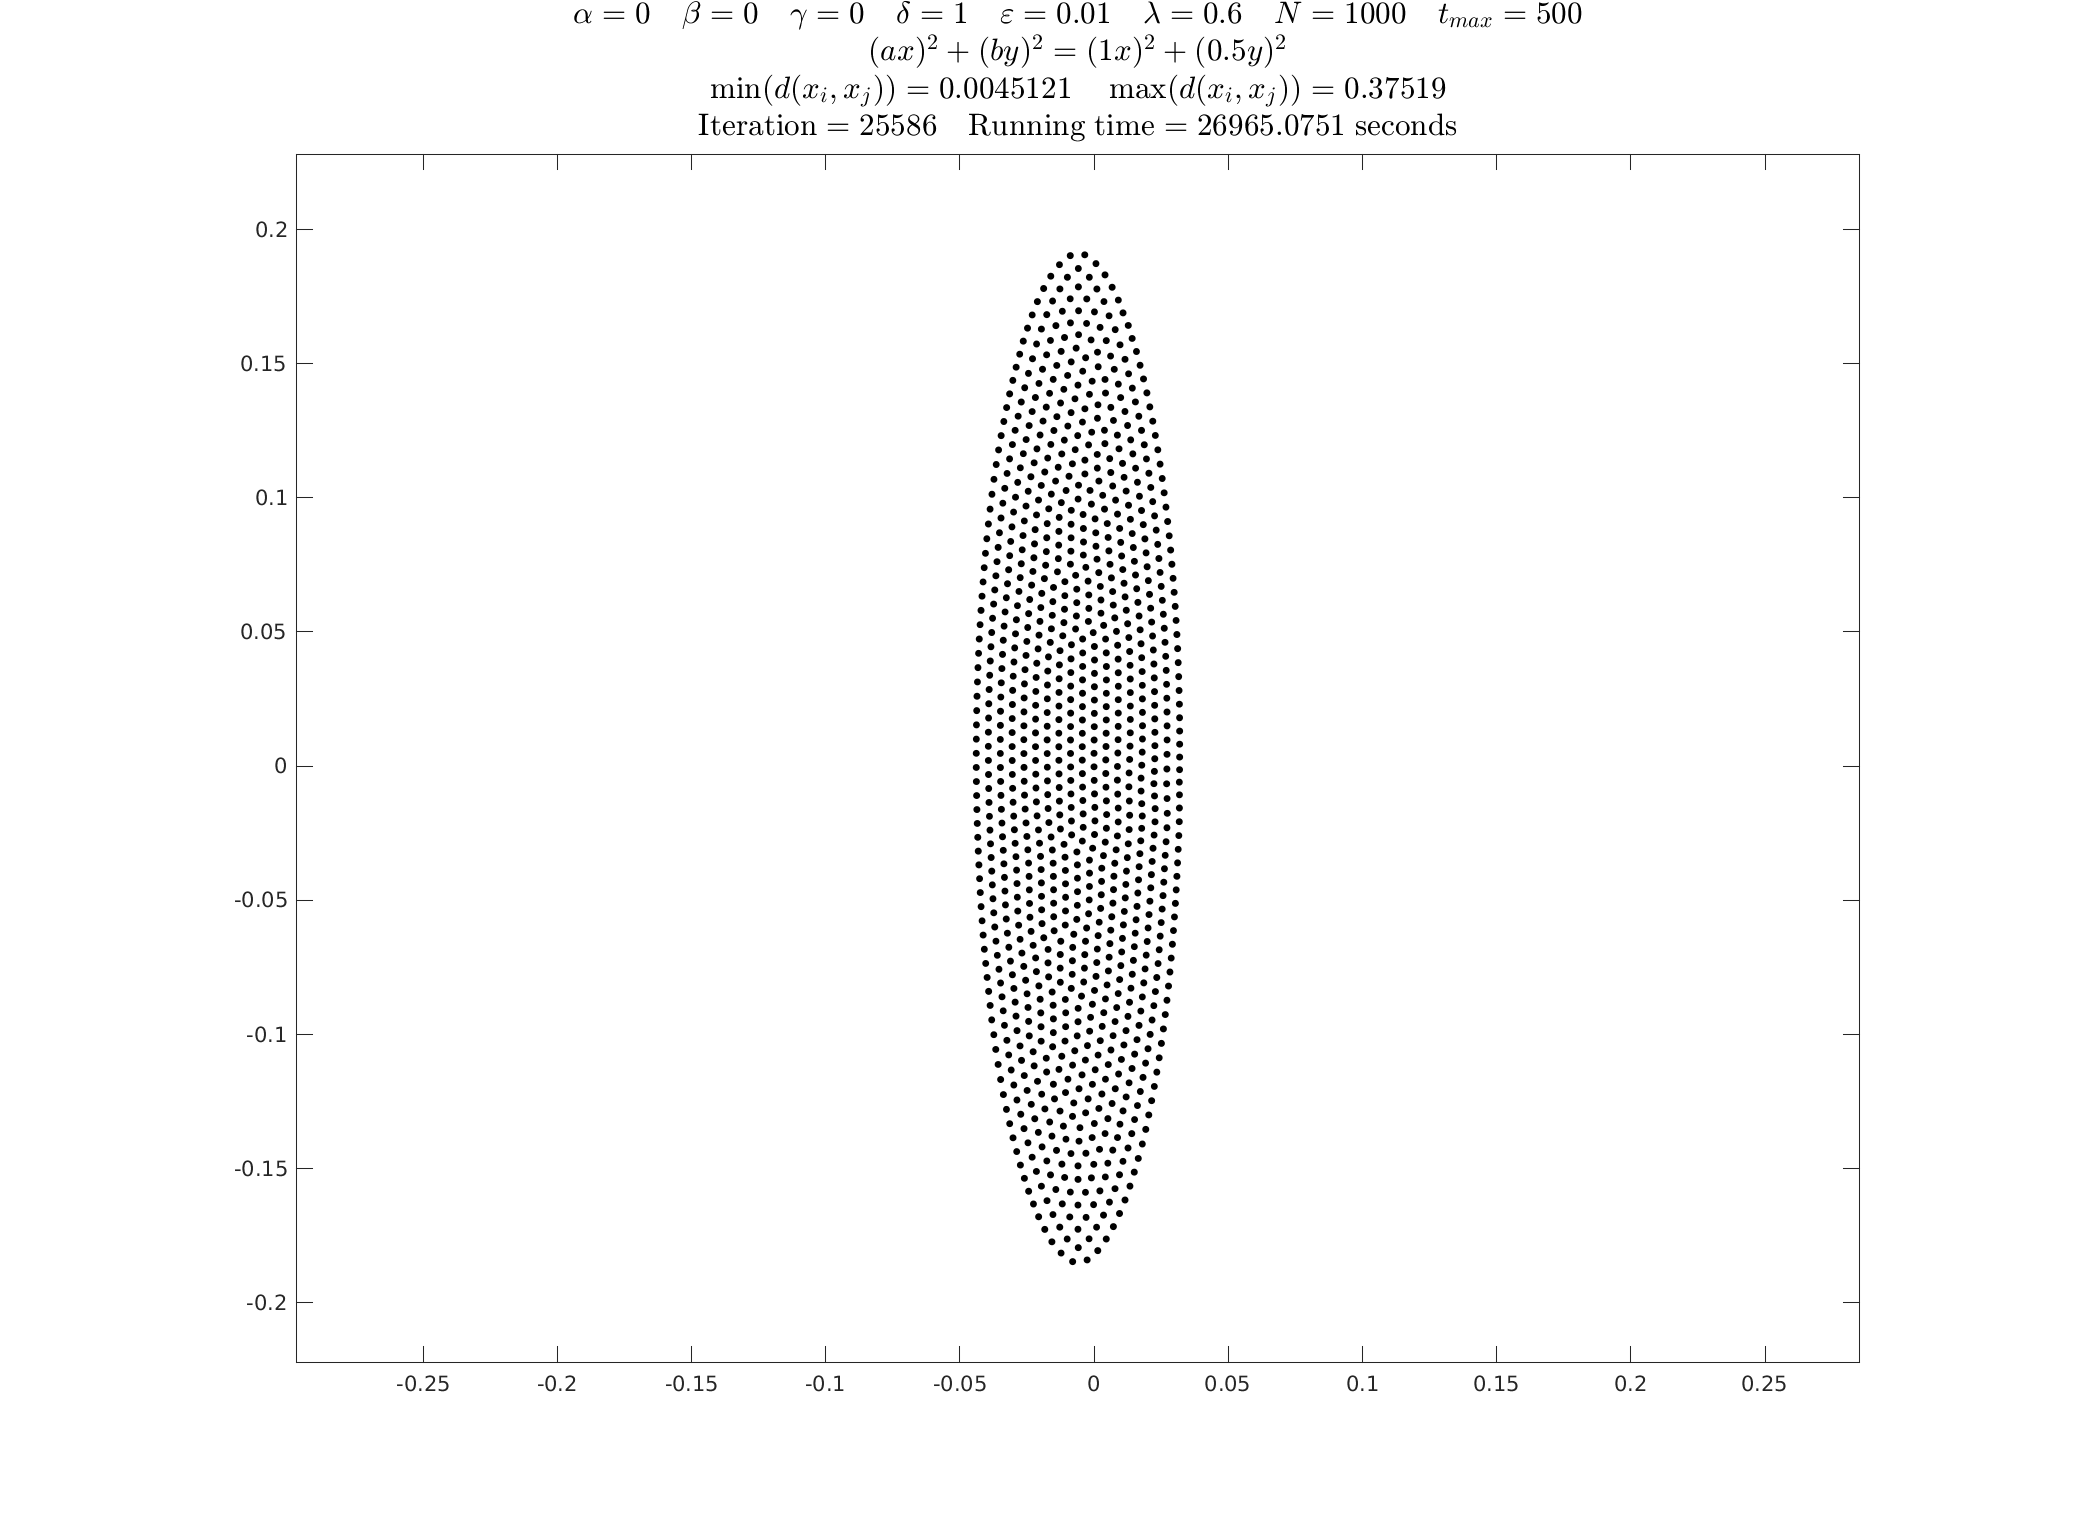 α = 0 β = 0 γ = 0 δ = 1 ε = 0.01 λ = 0.6 N = 1000 t_max = 500
(ax)² + (by)² = (1x)² + (0.5y)²
min(d(x_i, x_j)) = 0.0045121 max(d(x_i, x_j)) = 0.37519
Iteration = 25586 Running time = 26965.0751 seconds
0.2
0.15
0.1
0.05
0
-0.05
-0.1
-0.15
-0.2
-0.25 -0.2 -0.15 -0.1 -0.05 0 0.05 0.1 0.15 0.2 0.25